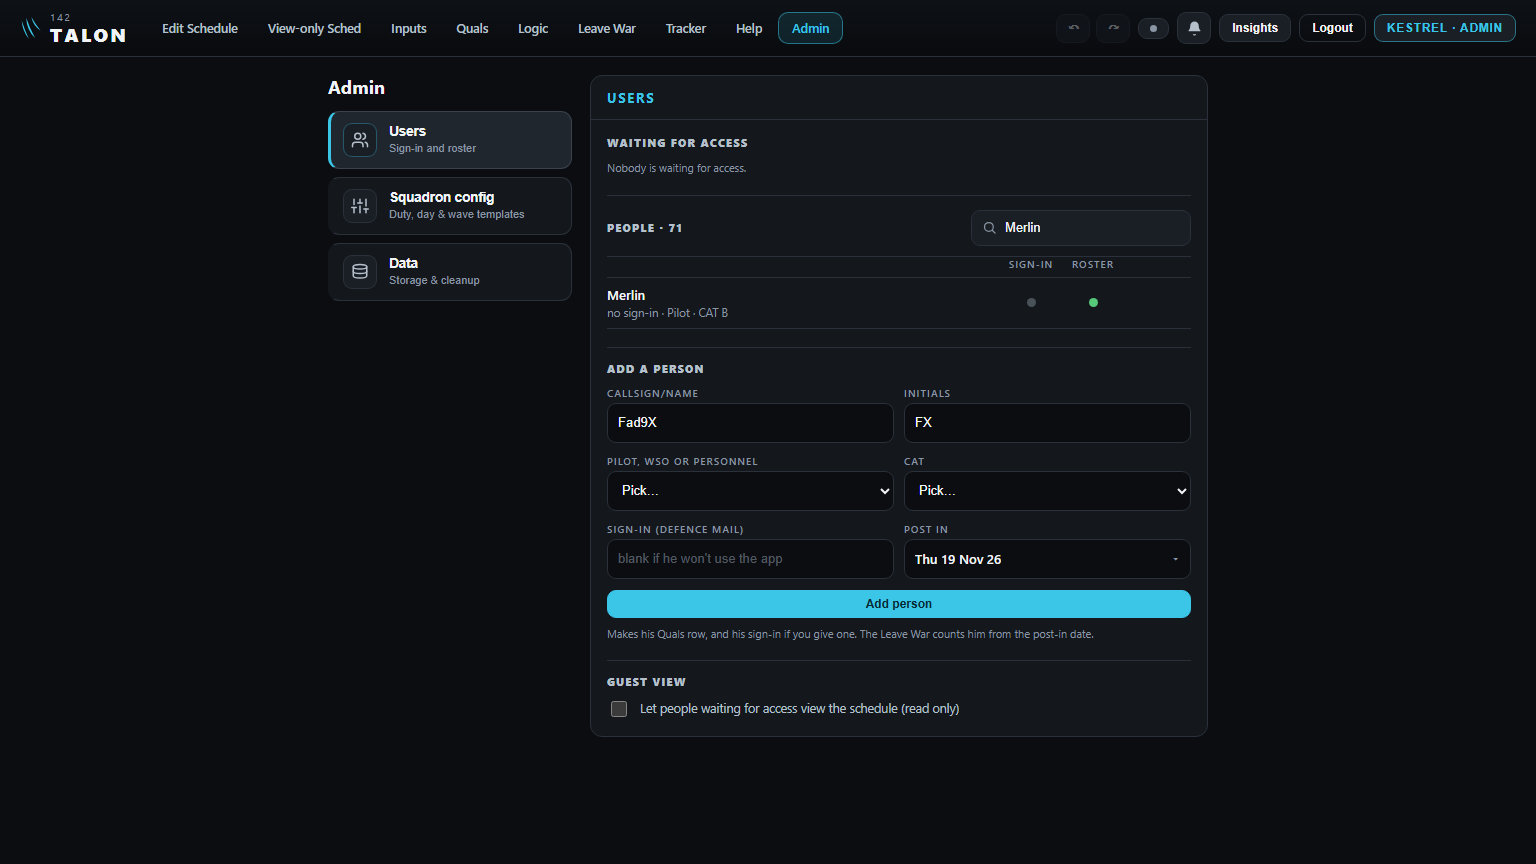 142
TALON
Edit Schedule
View-only Sched
Inputs
Quals
Logic
Leave War
Tracker
Help
Admin
Insights
Logout
KESTREL · ADMIN
Admin
Users
Sign-in and roster
Squadron config
Duty, day & wave templates
Data
Storage & cleanup
USERS
WAITING FOR ACCESS
Nobody is waiting for access.
PEOPLE · 71
Merlin
SIGN-IN
ROSTER
Merlin
no sign-in · Pilot · CAT B
ADD A PERSON
CALLSIGN/NAME
INITIALS
Fad9X
FX
PILOT, WSO OR PERSONNEL
CAT
Pick...
Pick...
SIGN-IN (DEFENCE MAIL)
POST IN
blank if he won't use the app
Thu 19 Nov 26
Add person
Makes his Quals row, and his sign-in if you give one. The Leave War counts him from the post-in date.
GUEST VIEW
Let people waiting for access view the schedule (read only)